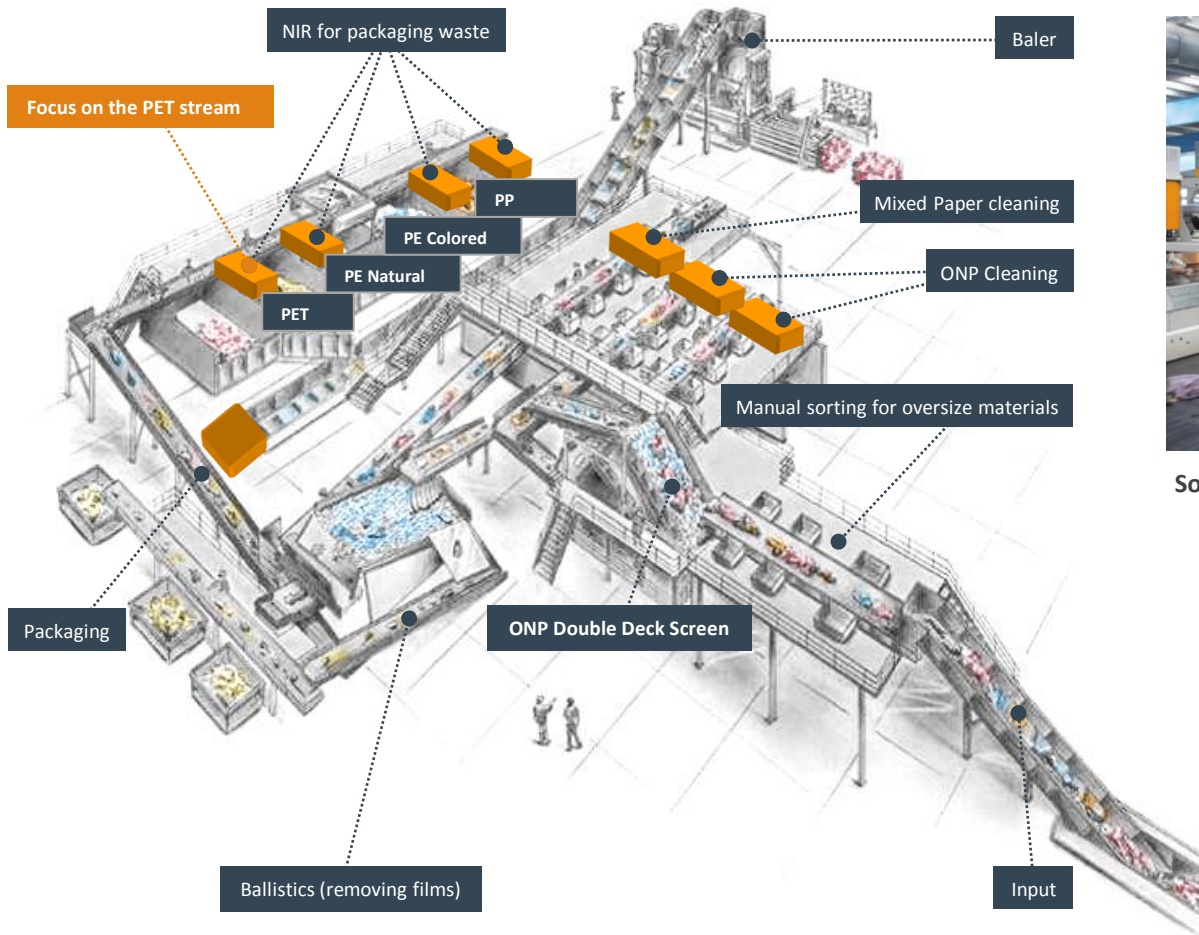 NIR for packaging waste
Baler
Focus on the PET stream
PP
Mixed Paper cleaning
PE Colored
ONP Cleaning
PE Natural
PET
Manual sorting for oversize materials
So
Packaging
ONP Double Deck Screen
Ballistics (removing films)
Input